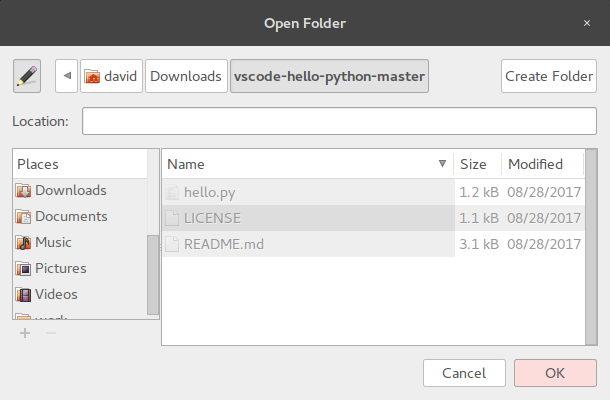 Open Folder
david Downloads vscode-hello-python-master Create Folder
Location:
Places Name Size Modified
Downloads hello.py 1.2 kB 08/28/2017
Documents LICENSE 1.1 kB 08/28/2017
Music README.md 3.1 kB 08/28/2017
Pictures
Videos
work
Cancel OK